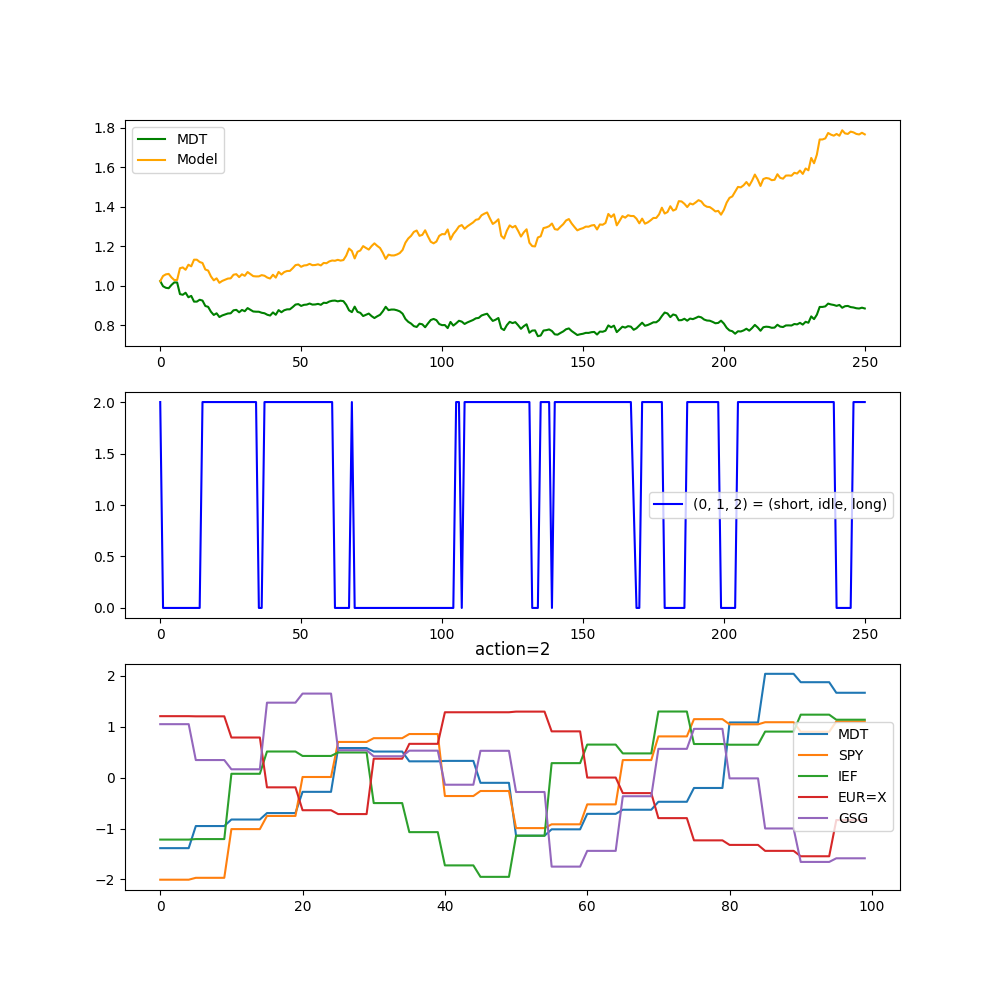 1.8
1.6
1.4
1.2
1.0
0.8
MDT
Model
0 50 100 150 200 250
2.0
1.5
1.0
0.5
0.0
(0, 1, 2) = (short, idle, long)
0 50 100 150 200 250
action=2
2
1
0
−1
−2
MDT
SPY
IEF
EUR=X
GSG
0 20 40 60 80 100